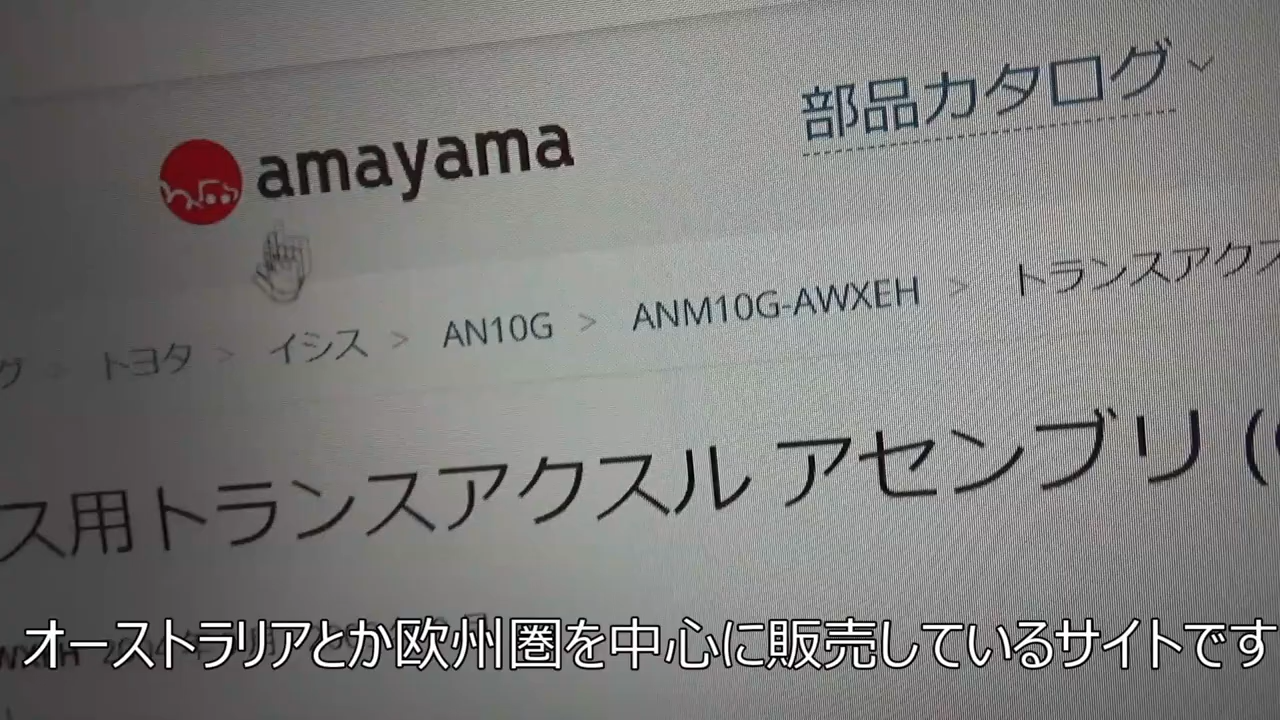 amayama
部品カタログ
グ > トヨタ > イシス > AN10G > ANM10G-AWXEH > トランスアクス
ス用トランスアクスル アセンブリ (
オーストラリアとか欧州圏を中心に販売しているサイトです